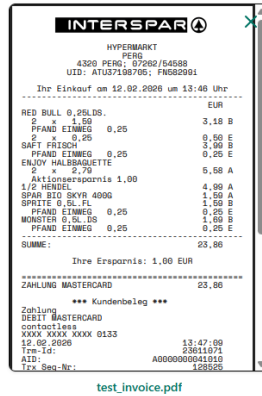 INTERSPAR
HYPERMARKT
PERG
4320 PERG; 07262/54588
UID: ATU37198705; FN58299i
Ihr Einkauf am 12.02.2026 um 13:46 Uhr
EUR
RED BULL 0,25LDS.
2 x 1,59 3,18 B
PFAND EINWEG 0,25
2 x 0,25 0,50 E
SAFT FRISCH 3,99 B
PFAND EINWEG 0,25 0,25 E
ENJOY HALBBAGUETTE
2 x 2,79 5,58 A
Aktionsersparnis 1,00
1/2 HENDEL 4,99 A
SPAR BIO SKYR 400G 1,59 A
SPRITE 0,5L.FL 1,69 B
PFAND EINWEG 0,25 0,25 E
MONSTER 0,5L.DS 1,69 B
PFAND EINWEG 0,25 0,25 E
SUMME: 23,86
Ihre Ersparnis: 1,00 EUR
ZAHLUNG MASTERCARD 23,86
*** Kundenbeleg ***
Zahlung
DEBIT MASTERCARD
contactless
XXXX XXXX XXXX 0133
12.02.2026 13:47:09
Trm-Id: 23611071
AID: A0000000041010
Trx Seq-Nr: 128525
test_invoice.pdf